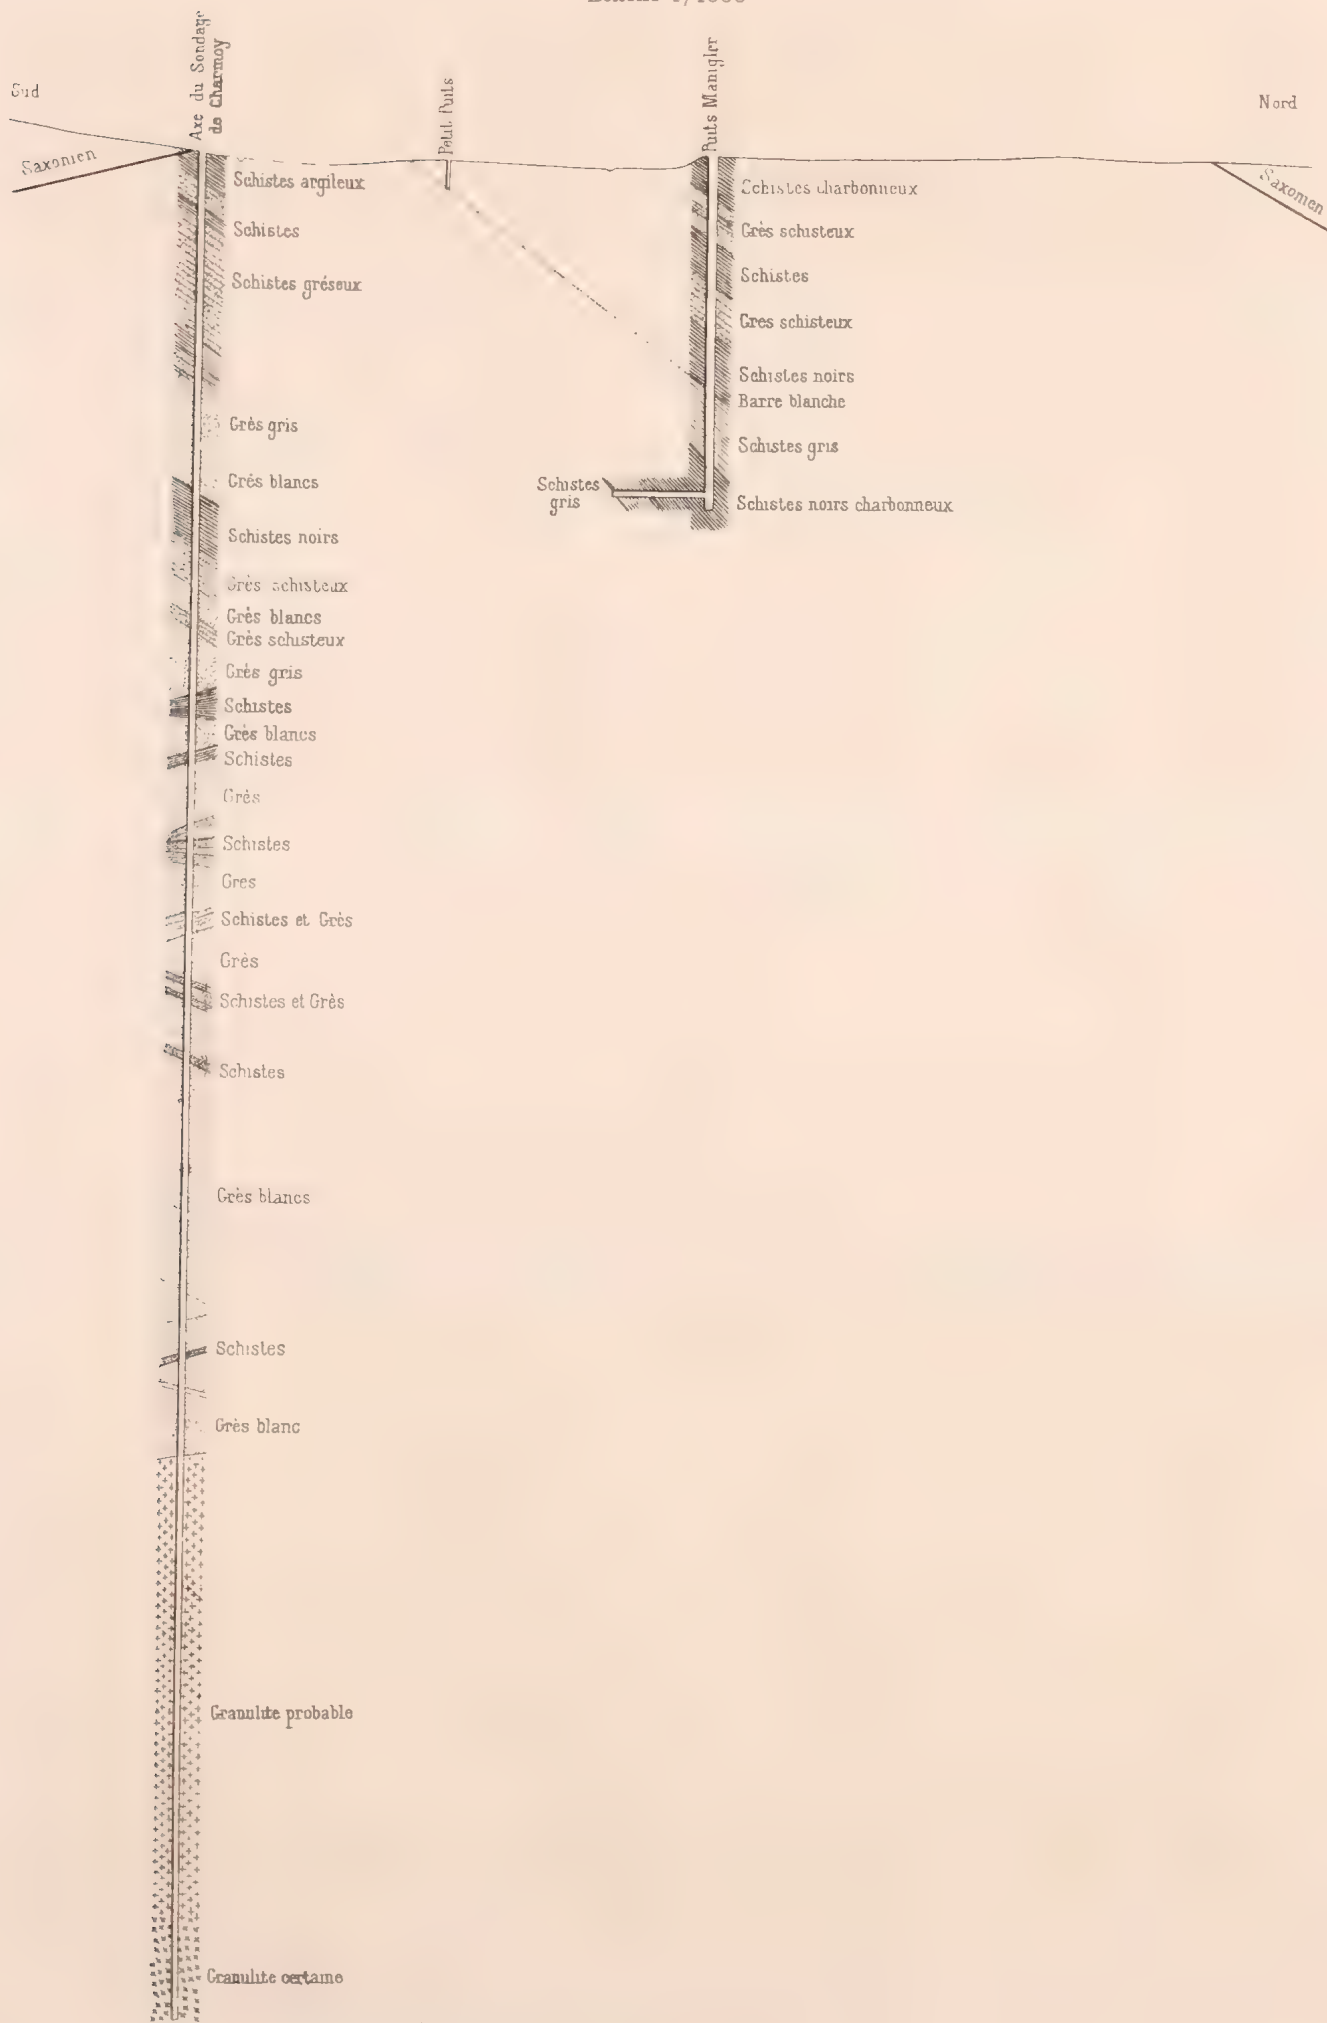 Sud
Axe du Sondage
de Charmoy
Petit Puits
Puits Manigler
Nord
Saxonien
Saxonien
Schistes argileux
Schistes
Schistes gréseux
Grès gris
Grès blancs
Schistes noirs
Grès schisteux
Grès blancs
Grès schisteux
Grès gris
Schistes
Grès blancs
Schistes
Grès
Schistes
Gres
Schistes et Grès
Grès
Schistes et Grès
Schistes
Grès blancs
Schistes
Grès blanc
Granulite probable
Granulite certaine
Schistes charbonneux
Grès schisteux
Schistes
Gres schisteux
Schistes noirs
Barre blanche
Schistes gris
Schistes noirs charbonneux
Schistes
gris